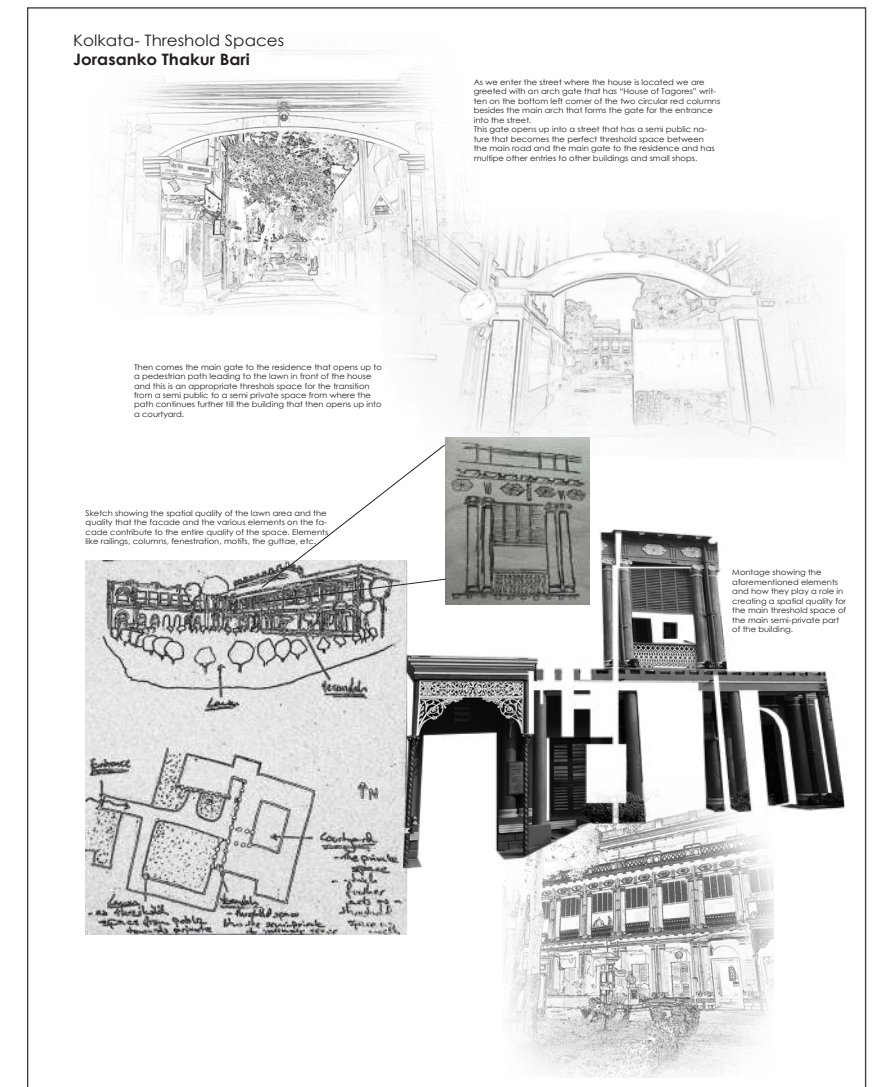 Kolkata- Threshold Spaces
Jorasanko Thakur Bari
As we enter the street where the house is located we are
greeted with an arch gate that has “House of Tagores” writ-
ten on the bottom left corner of the two circular red columns
besides the main arch that forms the gate for the entrance
into the street.
This gate opens up into a street that has a semi public na-
ture that becomes the perfect threshold space between
the main road and the main gate to the residence and has
multipe other entries to other buildings and small shops.
Then comes the main gate to the residence that opens up to
a pedestrian path leading to the lawn in front of the house
and this is an appropriate threshols space for the transition
from a semi public to a semi private space from where the
path continues further till the building that then opens up into
a courtyard.
Sketch showing the spatial quality of the lawn area and the
quality that the facade and the various elements on the fa-
cade contribute to the entire quality of the space. Elements
like railings, columns, fenestration, motifs, the guttae, etc.
Montage showing the
aforementioned elements
and how they play a role in
creating a spatial quality for
the main threshold space of
the main semi-private part
of the building.
Lawn
Verandah
Entrance
N
Courtyard
- the private
space
further
acts as a
threshold
Lawn
- as threshold
space from public
towards private
Verandah
- threshold space